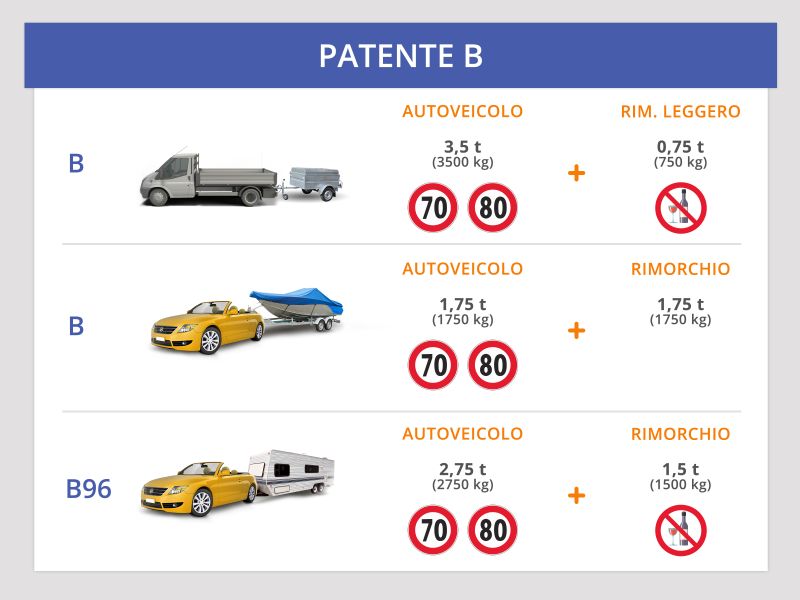 PATENTE B
AUTOVEICOLO
RIM. LEGGERO
B
3,5 t
(3500 kg)
+
0,75 t
(750 kg)
70
80
AUTOVEICOLO
RIMORCHIO
B
1,75 t
(1750 kg)
+
1,75 t
(1750 kg)
70
80
AUTOVEICOLO
RIMORCHIO
B96
2,75 t
(2750 kg)
+
1,5 t
(1500 kg)
70
80